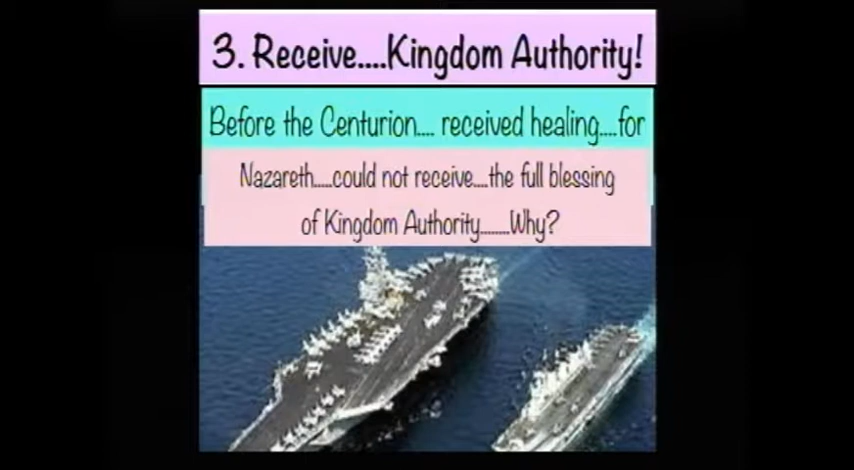 3. Receive....Kingdom Authority!
Before the Centurion.... received healing....for
Nazareth.....could not receive....the full blessing
of Kingdom Authority........Why?